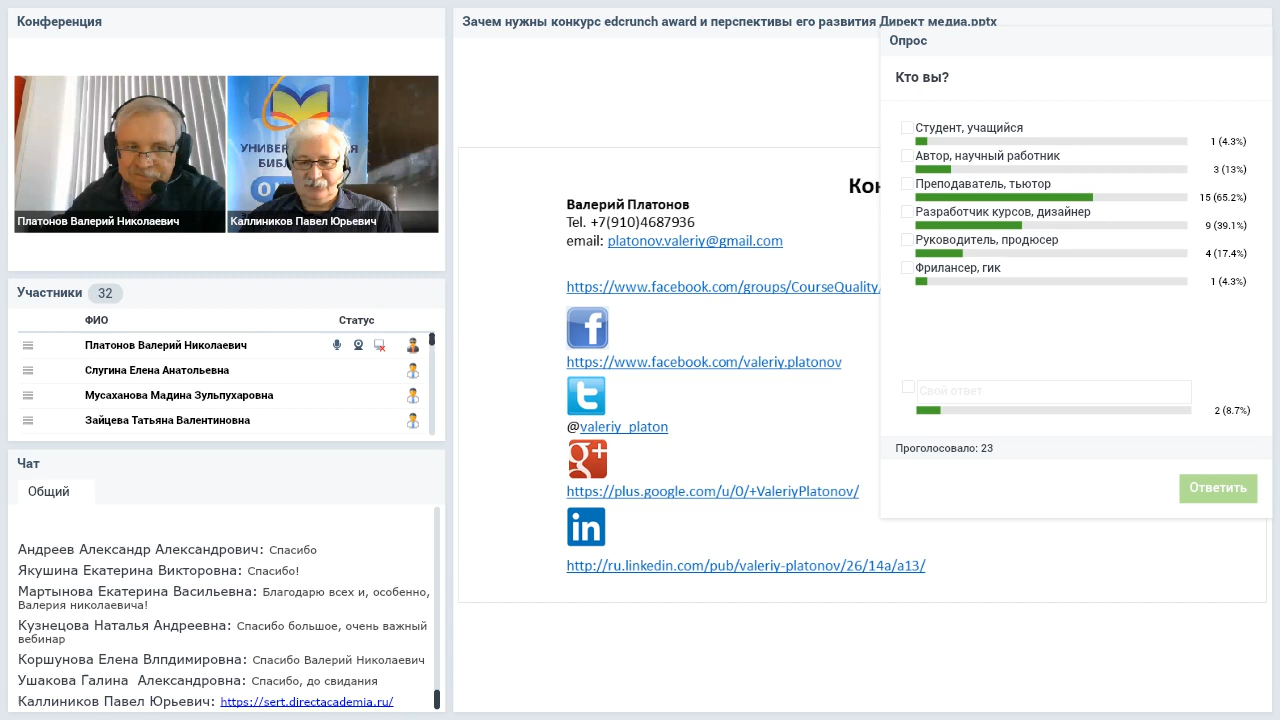 Конференция
Платонов Валерий Николаевич
Каллиников Павел Юрьевич
Участники 32
ФИО Статус
Платонов Валерий Николаевич
Слугина Елена Анатольевна
Мусаханова Мадина Зульпухаровна
Зайцева Татьяна Валентиновна
Чат
Общий
Андреев Александр Александрович: Спасибо
Якушина Екатерина Викторовна: Спасибо!
Мартынова Екатерина Васильевна: Благодарю всех и, особенно,
Валерия николаевича!
Кузнецова Наталья Андреевна: Спасибо большое, очень важный
вебинар
Коршунова Елена Влпдимировна: Спасибо Валерий Николаевич
Ушакова Галина Александровна: Спасибо, до свидания
Каллиников Павел Юрьевич: https://sert.directacademia.ru/
Зачем нужны конкурс edcrunch award и перспективы его развития Директ медиа.pptx
Валерий Платонов
Tel. +7(910)4687936
email: platonov.valeriy@gmail.com
https://www.facebook.com/groups/CourseQuality/
f
https://www.facebook.com/valeriy.platonov
t
@valeriy_platon
g+
https://plus.google.com/u/0/+ValeriyPlatonov/
in
http://ru.linkedin.com/pub/valeriy-platonov/26/14a/a13/
Опрос
Кто вы?
Студент, учащийся
1 (4.3%)
Автор, научный работник
3 (13%)
Преподаватель, тьютор
15 (65.2%)
Разработчик курсов, дизайнер
9 (39.1%)
Руководитель, продюсер
4 (17.4%)
Фрилансер, гик
1 (4.3%)
Свой ответ
2 (8.7%)
Проголосовало: 23
Ответить